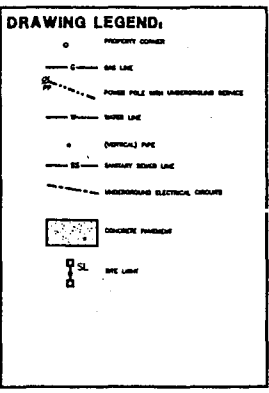 DRAWING LEGEND:
PROPERTY CORNER
G GAS LINE
PP POWER POLE WITH UNDERGROUND SERVICE
W WATER LINE
(VERTICAL) PIPE
SS SANITARY SEWER LINE
UNDERGROUND ELECTRICAL CIRCUITS
CONCRETE PAVEMENT
SL SITE LIGHT